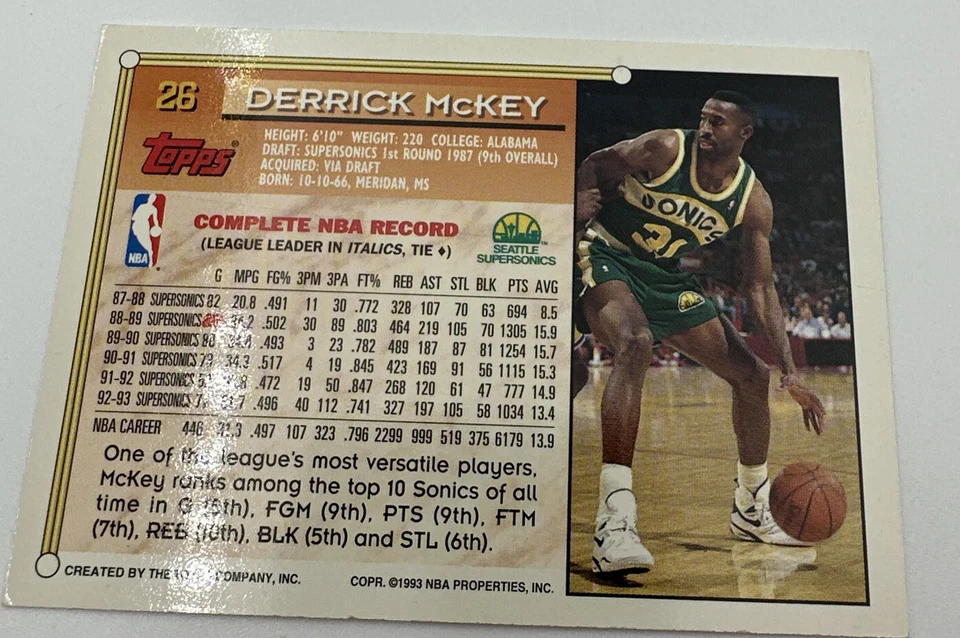 26 DERRICK McKEY
Topps®
HEIGHT: 6'10" WEIGHT: 220 COLLEGE: ALABAMA
DRAFT: SUPERSONICS 1st ROUND 1987 (9th OVERALL)
ACQUIRED: VIA DRAFT
BORN: 10-10-66, MERIDAN, MS
NBA
COMPLETE NBA RECORD
(LEAGUE LEADER IN ITALICS, TIE ♦)
SEATTLE
SUPERSONICS
G MPG FG% 3PM 3PA FT% REB AST STL BLK PTS AVG
87-88 SUPERSONICS 82 20.8 .491 11 30 .772 328 107 70 63 694 8.5
88-89 SUPERSONICS .502 30 89 .803 464 219 105 70 1305 15.9
89-90 SUPERSONICS .493 3 23 .782 489 187 87 81 1254 15.7
90-91 SUPERSONICS 34.3 .517 4 19 .845 423 169 91 56 1115 15.3
91-92 SUPERSONICS .472 19 50 .847 268 120 61 47 777 14.9
92-93 SUPERSONICS .496 40 112 .741 327 197 105 58 1034 13.4
NBA CAREER 446 .497 107 323 .796 2299 999 519 375 6179 13.9
One of the league's most versatile players,
McKey ranks among the top 10 Sonics of all
time in G (5th), FGM (9th), PTS (9th), FTM
(7th), REB (10th), BLK (5th) and STL (6th).
CREATED BY THE COMPANY, INC. COPR. ©1993 NBA PROPERTIES, INC.
SONICS
31